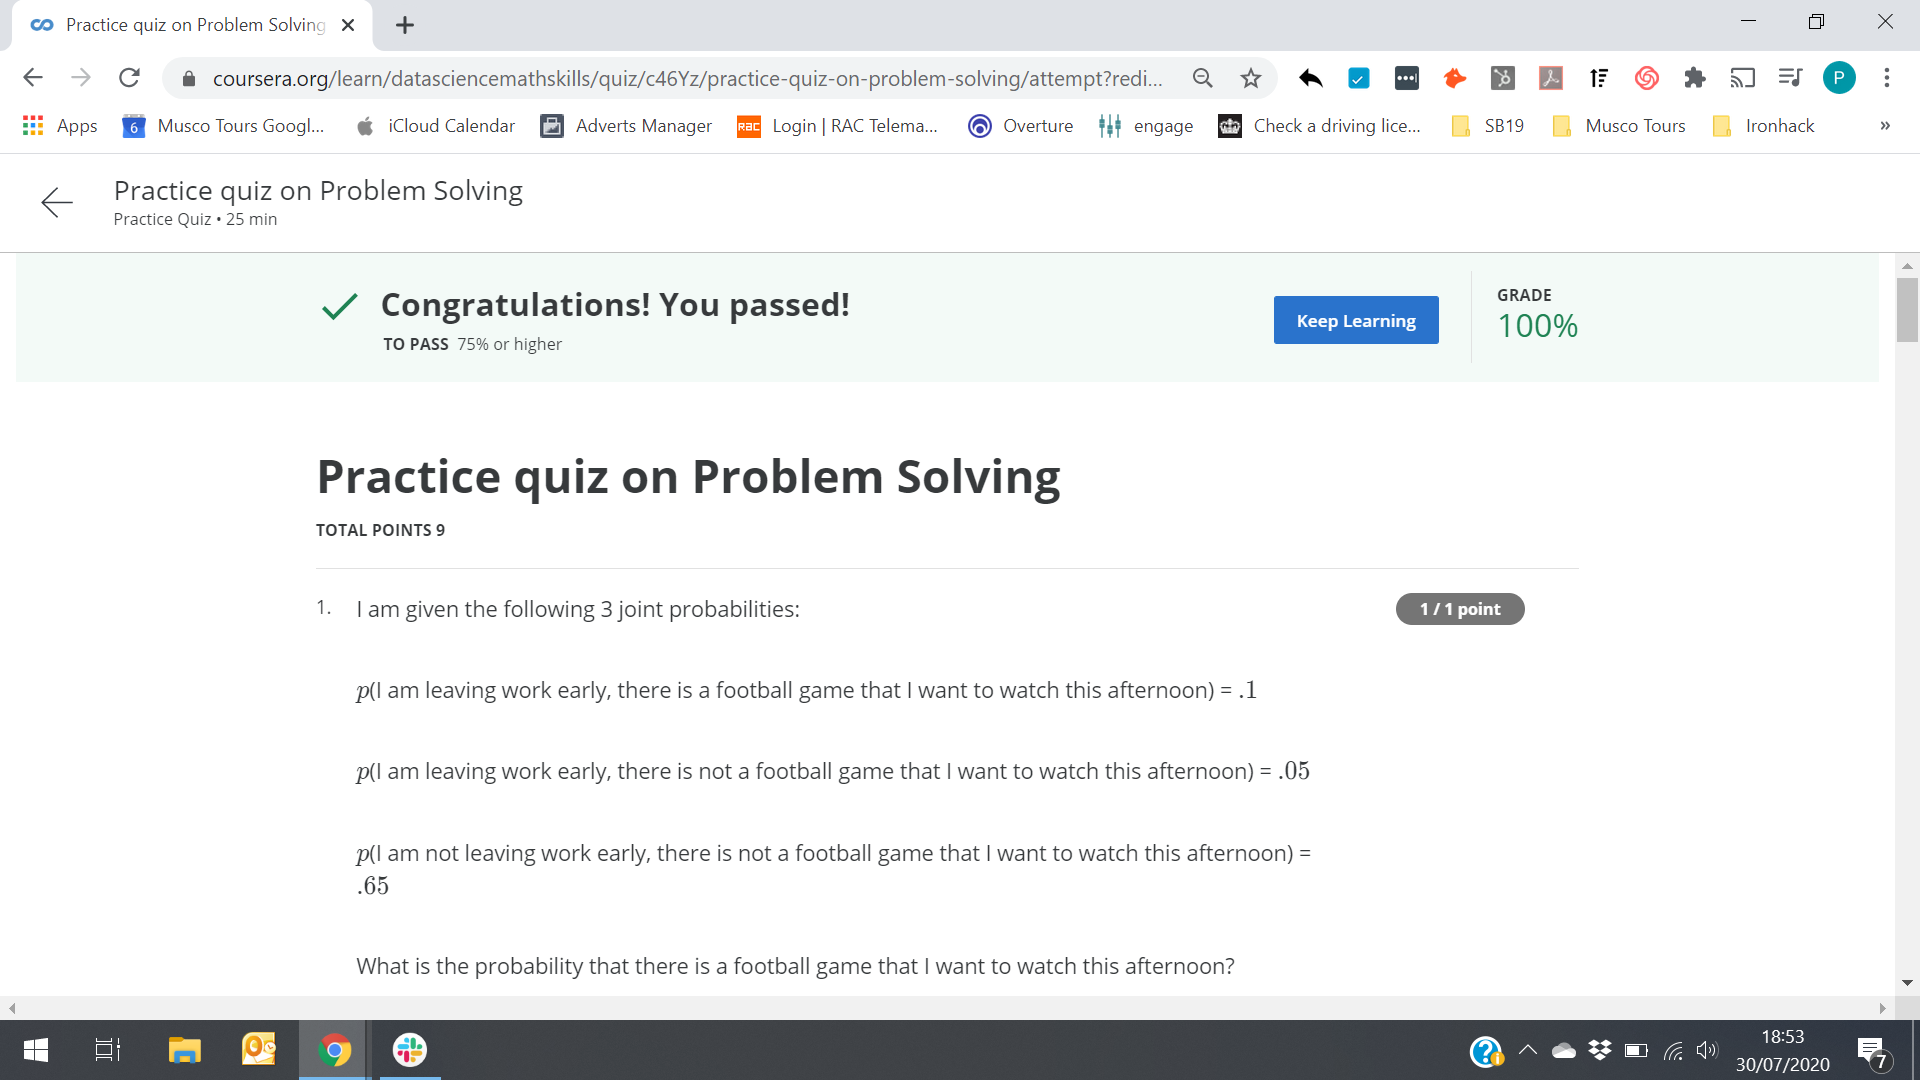 Practice quiz on Problem Solving
coursera.org/learn/datasciencemathskills/quiz/c46Yz/practice-quiz-on-problem-solving/attempt?redi...
P
Apps 6 Musco Tours Googl... iCloud Calendar Adverts Manager RAC Login | RAC Telema... Overture engage Check a driving lice... SB19 Musco Tours Ironhack »
Practice quiz on Problem Solving
Practice Quiz • 25 min
Congratulations! You passed!
TO PASS 75% or higher
Keep Learning
GRADE
100%
Practice quiz on Problem Solving
TOTAL POINTS 9
1. I am given the following 3 joint probabilities:
1 / 1 point
p(I am leaving work early, there is a football game that I want to watch this afternoon) = .1
p(I am leaving work early, there is not a football game that I want to watch this afternoon) = .05
p(I am not leaving work early, there is not a football game that I want to watch this afternoon) =
.65
What is the probability that there is a football game that I want to watch this afternoon?
18:53
30/07/2020
7